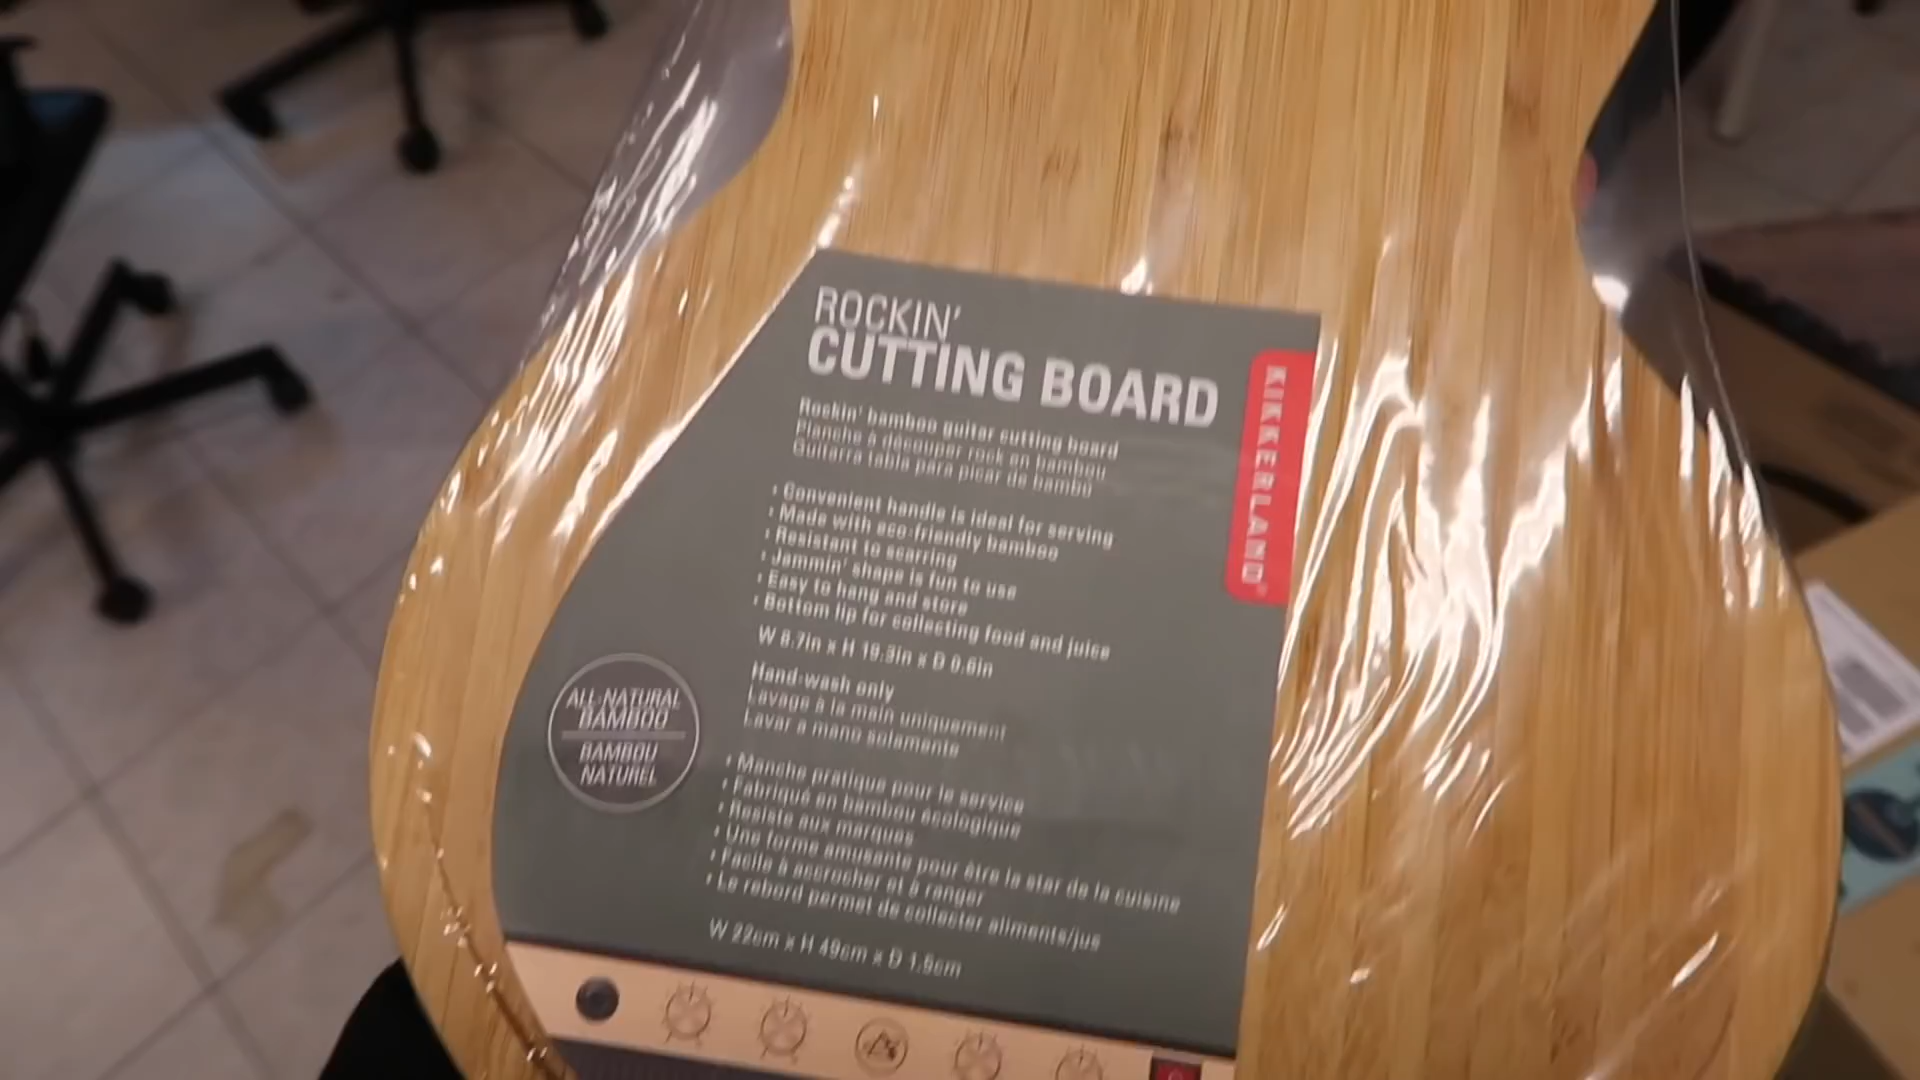 ROCKIN'
CUTTING BOARD
KIKKERLAND®
Rockin' bamboo guitar cutting board
Planche à découper rock en bambou
Guitarra tabla para picar de bambú
• Convenient handle is ideal for serving
• Made with eco-friendly bamboo
• Resistant to scarring
• Jammin' shape is fun to use
• Easy to hang and store
• Bottom lip for collecting food and juice
W 8.7in x H 19.3in x D 0.6in
Hand-wash only
Lavage à la main uniquement
Lavar a mano solamente
ALL-NATURAL
BAMBOO
BAMBOU
NATUREL
• Manche pratique pour le service
• Fabriqué en bambou écologique
• Resiste aux marques
• Une forme amusante pour être la star de la cuisine
• Facile à accrocher et à ranger
• Le rebord permet de collecter aliments/jus
W 22cm x H 49cm x D 1.5cm